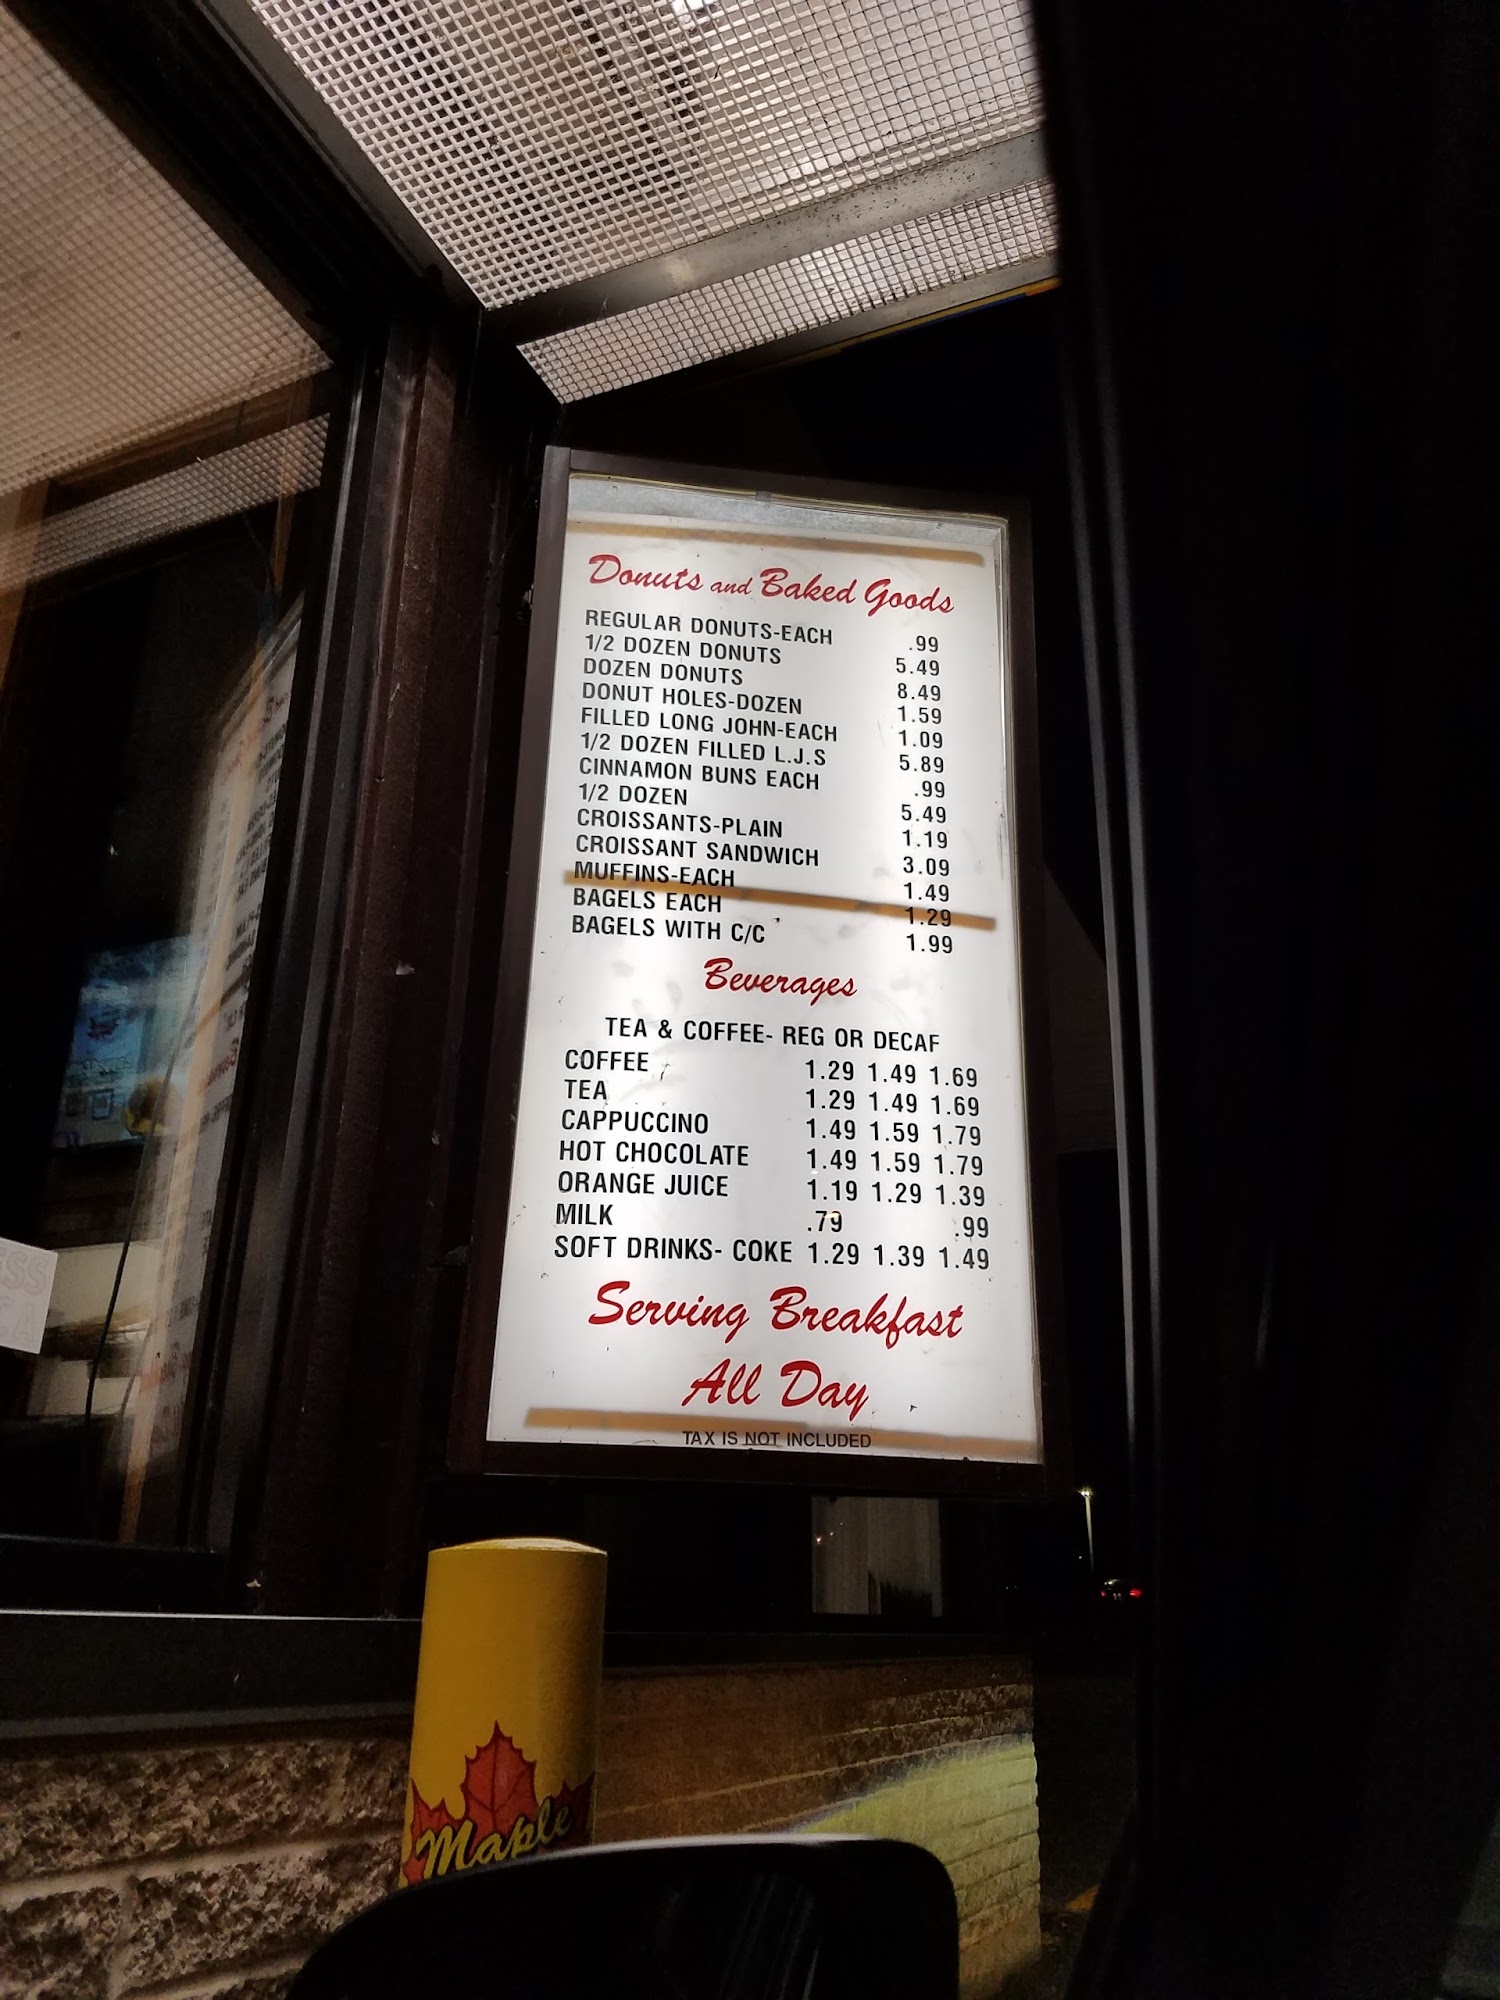 Donuts and Baked Goods
REGULAR DONUTS-EACH .99
1/2 DOZEN DONUTS 5.49
DOZEN DONUTS 8.49
DONUT HOLES-DOZEN 1.59
FILLED LONG JOHN-EACH 1.09
1/2 DOZEN FILLED L.J.S 5.89
CINNAMON BUNS EACH .99
1/2 DOZEN 5.49
CROISSANTS-PLAIN 1.19
CROISSANT SANDWICH 3.09
MUFFINS-EACH 1.49
BAGELS EACH 1.29
BAGELS WITH C/C 1.99
Beverages
TEA & COFFEE- REG OR DECAF
COFFEE 1.29 1.49 1.69
TEA 1.29 1.49 1.69
CAPPUCCINO 1.49 1.59 1.79
HOT CHOCOLATE 1.49 1.59 1.79
ORANGE JUICE 1.19 1.29 1.39
MILK .79 .99
SOFT DRINKS- COKE 1.29 1.39 1.49
Serving Breakfast
All Day
TAX IS NOT INCLUDED
Maple